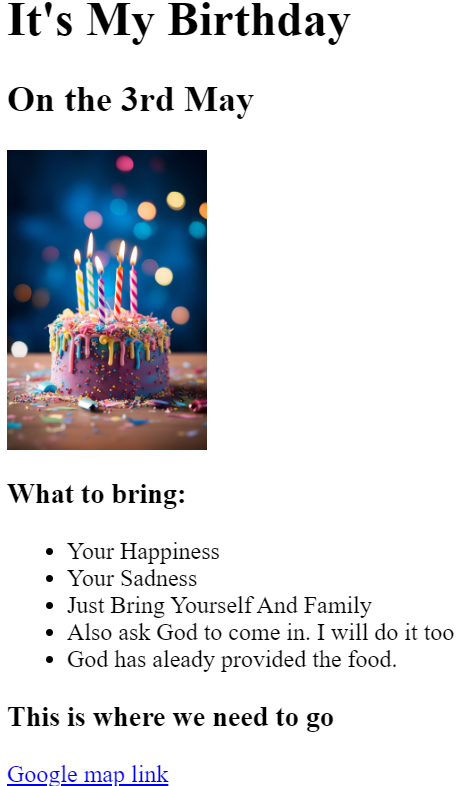 It's My Birthday
On the 3rd May
What to bring:
Your Happiness
Your Sadness
Just Bring Yourself And Family
Also ask God to come in. I will do it too
God has aleady provided the food.
This is where we need to go
Google map link